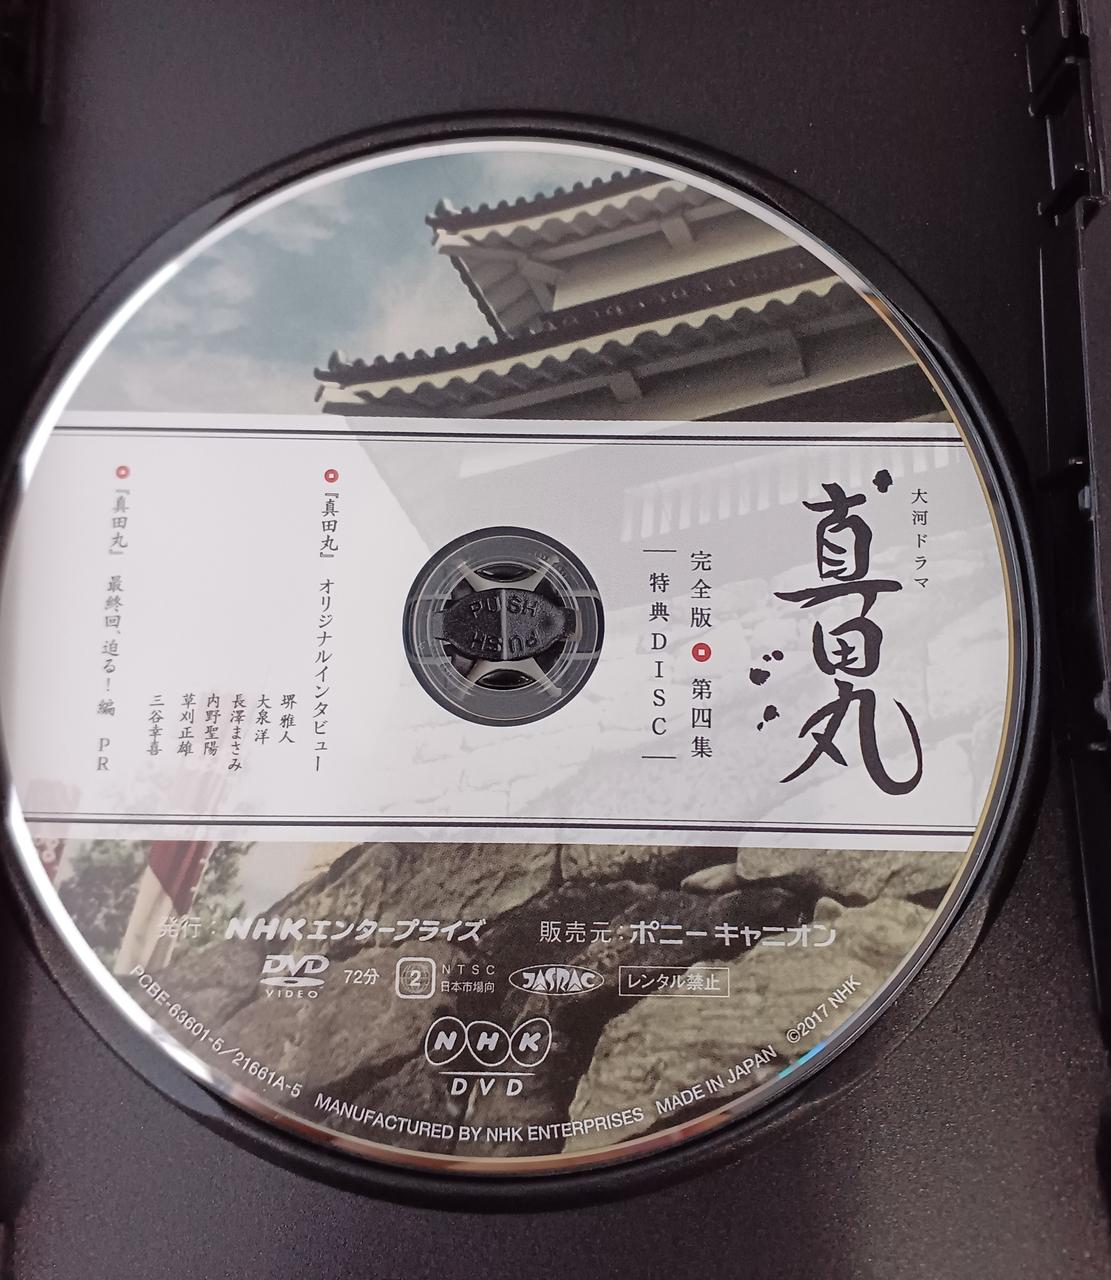 大河ドラマ
真田丸
完全版 第四集
特典DISC
『真田丸』 オリジナルインタビュー
堺 雅人
大泉 洋
長澤まさみ
内野聖陽
草刈正雄
三谷幸喜
『真田丸』 最終回、迫る！編 PR
PUSH
PUSH
発行：NHKエンタープライズ 販売元：ポニーキャニオン
DVD VIDEO 72分 2 NTSC 日本市場向 JASRAC レンタル禁止
NHK
DVD
PCBE-63601-5／21661A-5 MANUFACTURED BY NHK ENTERPRISES MADE IN JAPAN ©2017 NHK